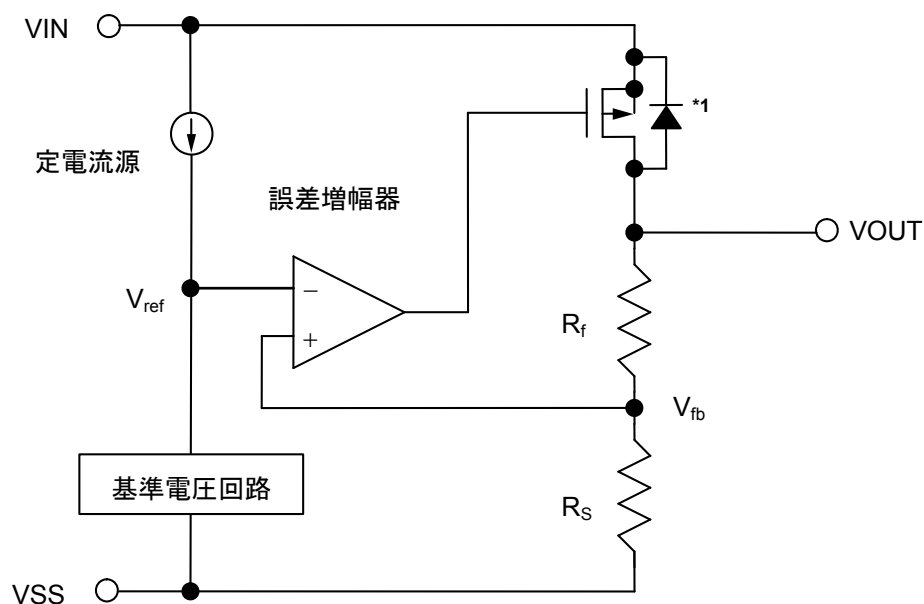 VIN
*1
定電流源
誤差増幅器
VOUT
Vref
−
+
Rf
Vfb
基準電圧回路
RS
VSS